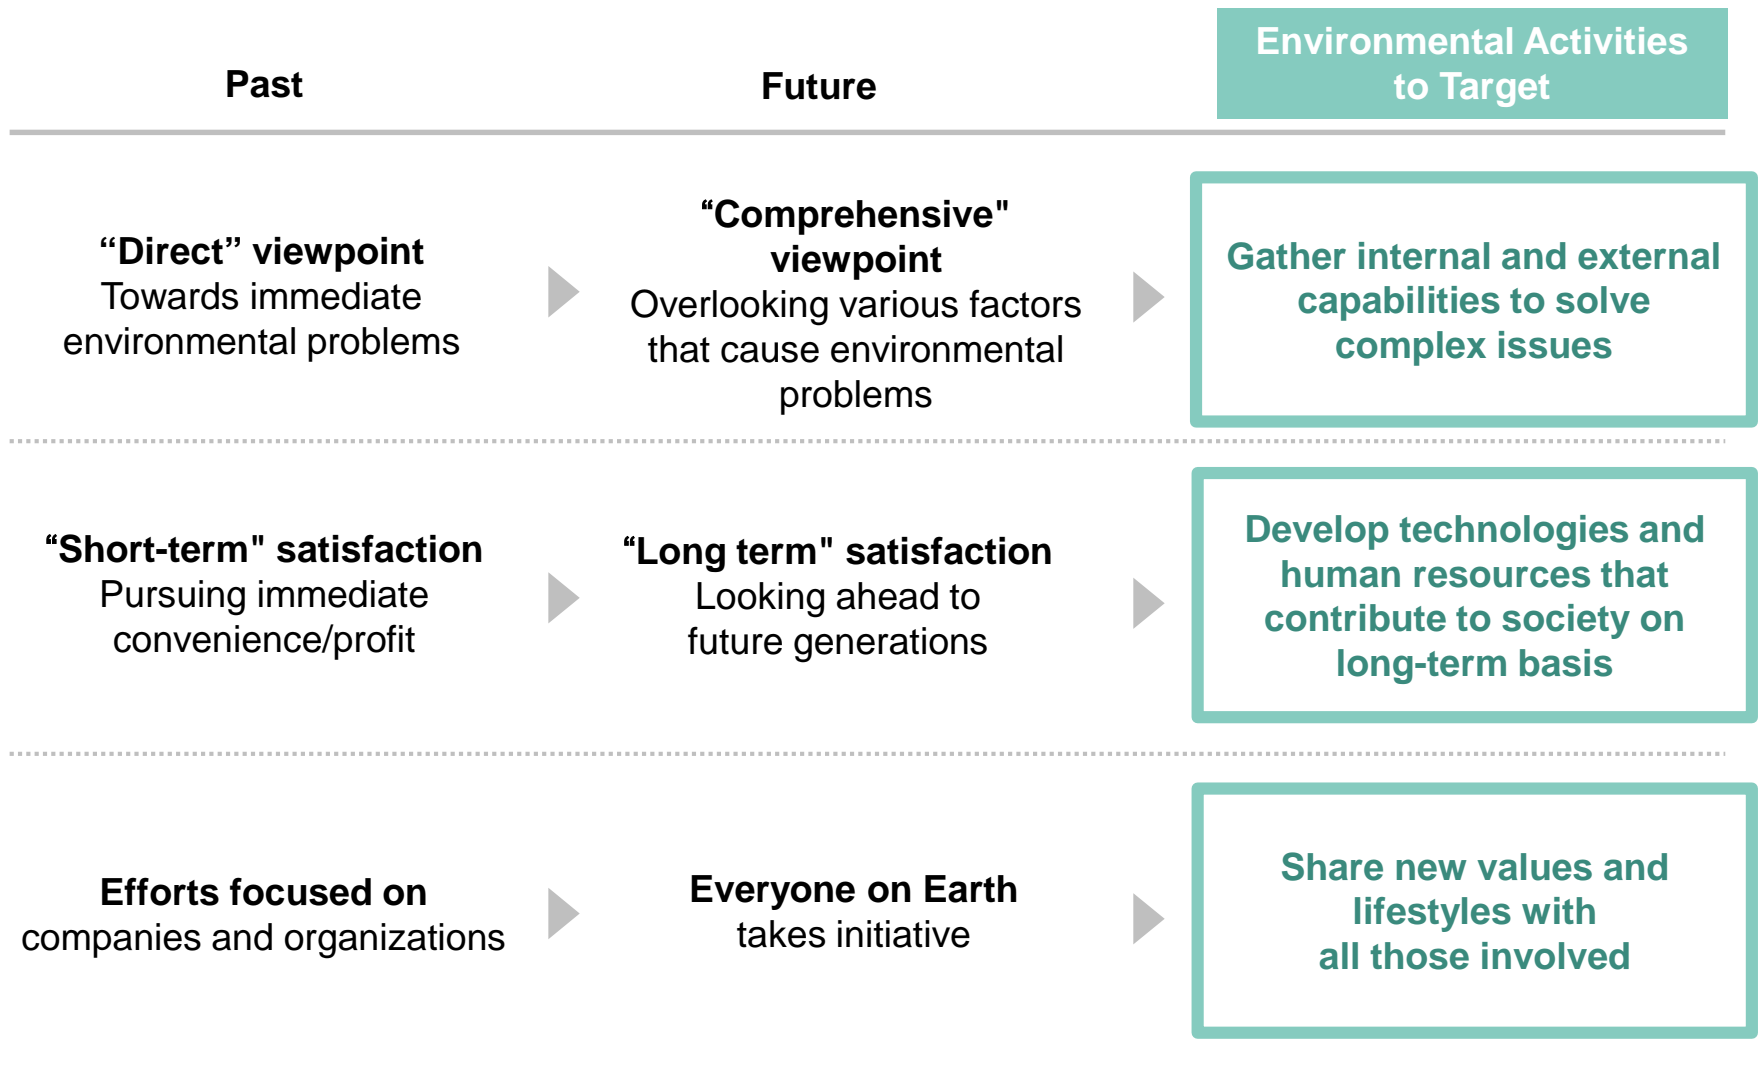 Past
Future
Environmental Activities
to Target
“Direct” viewpoint
Towards immediate
environmental problems
“Comprehensive"
viewpoint
Overlooking various factors
that cause environmental
problems
Gather internal and external
capabilities to solve
complex issues
“Short-term" satisfaction
Pursuing immediate
convenience/profit
“Long term" satisfaction
Looking ahead to
future generations
Develop technologies and
human resources that
contribute to society on
long-term basis
Efforts focused on
companies and organizations
Everyone on Earth
takes initiative
Share new values and
lifestyles with
all those involved